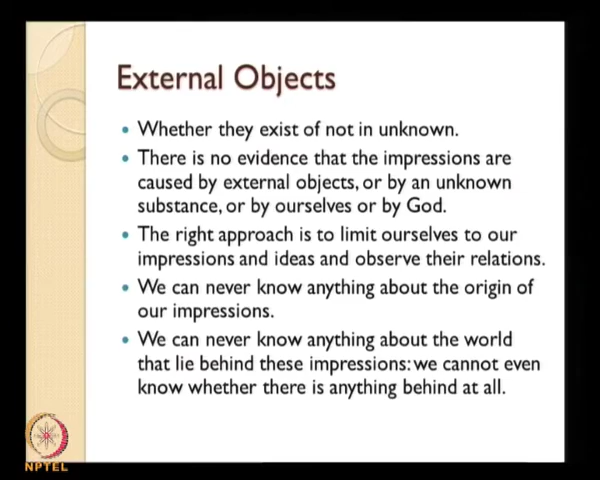 External Objects
• Whether they exist of not in unknown.
• There is no evidence that the impressions are
caused by external objects, or by an unknown
substance, or by ourselves or by God.
• The right approach is to limit ourselves to our
impressions and ideas and observe their relations.
• We can never know anything about the origin of
our impressions.
• We can never know anything about the world
that lie behind these impressions: we cannot even
know whether there is anything behind at all.
NPTEL